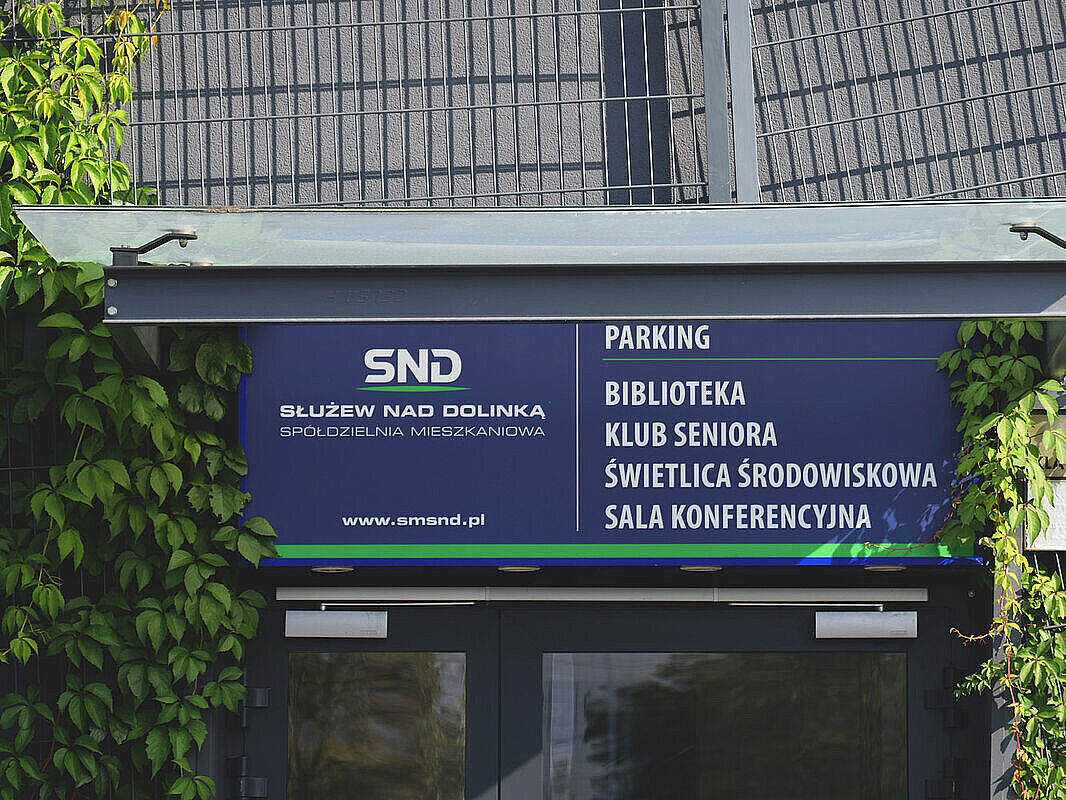 SND
SŁUŻEW NAD DOLINKĄ
SPÓŁDZIELNIA MIESZKANIOWA
www.smsnd.pl
PARKING
BIBLIOTEKA
KLUB SENIORA
ŚWIETLICA ŚRODOWISKOWA
SALA KONFERENCYJNA